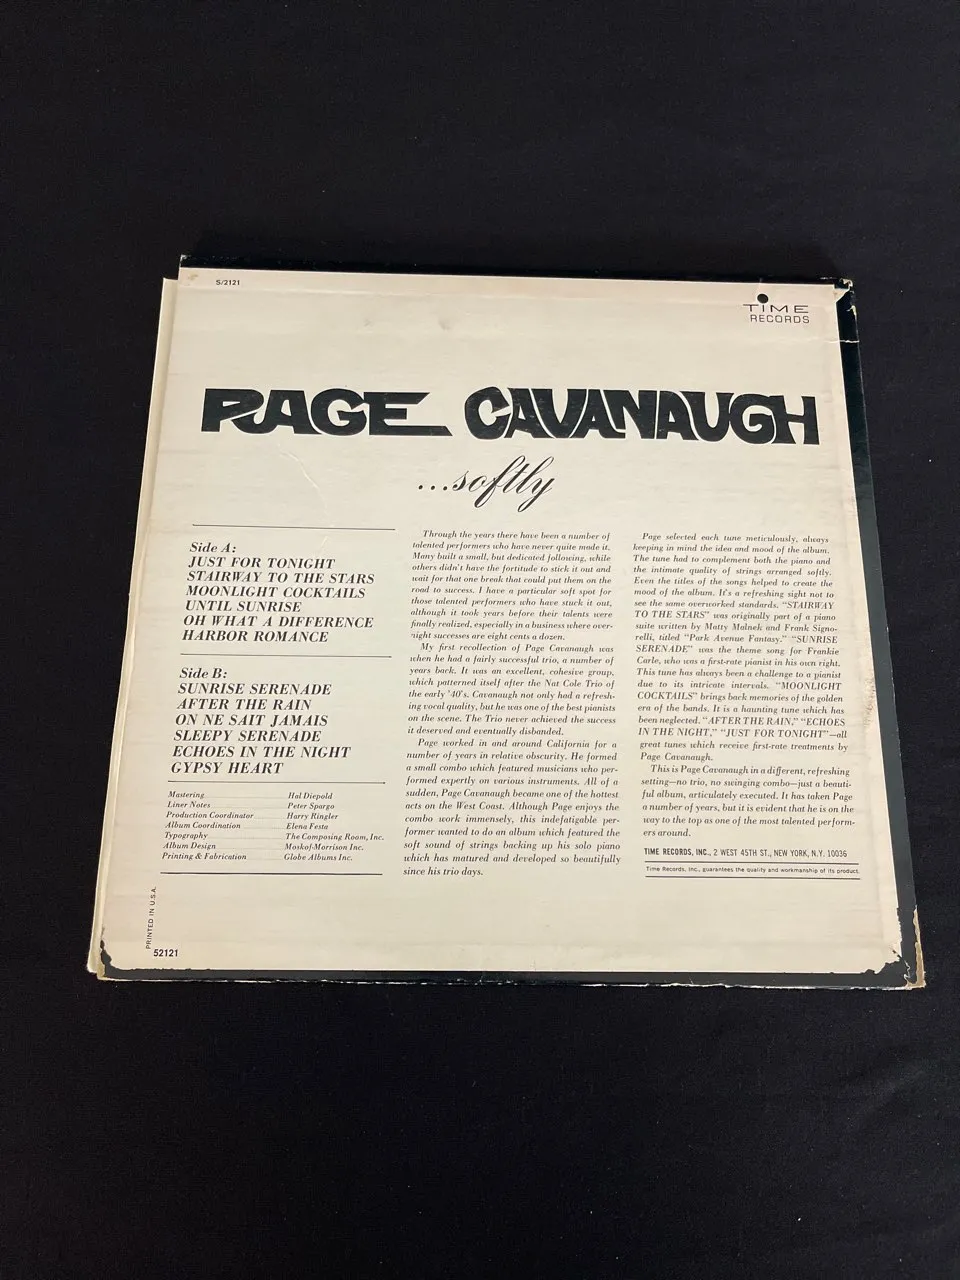 S/2121
TIME
RECORDS
PAGE CAVANAUGH
...softly
Side A:
JUST FOR TONIGHT
STAIRWAY TO THE STARS
MOONLIGHT COCKTAILS
UNTIL SUNRISE
OH WHAT A DIFFERENCE
HARBOR ROMANCE
Side B:
SUNRISE SERENADE
AFTER THE RAIN
ON NE SAIT JAMAIS
SLEEPY SERENADE
ECHOES IN THE NIGHT
GYPSY HEART
Mastering Hal Diepold
Liner Notes Peter Spargo
Production Coordinator Harry Ringler
Album Coordination Elena Festa
Typography The Composing Room, Inc.
Album Design Moskof-Morrison Inc.
Printing & Fabrication Globe Albums Inc.
PRINTED IN U.S.A.
52121
Through the years there have been a number of
talented performers who have never quite made it.
Many built a small, but dedicated following, while
others didn't have the fortitude to stick it out and
wait for that one break that could put them on the
road to success. I have a particular soft spot for
those talented performers who have stuck it out,
although it took years before their talents were
finally realized, especially in a business where over-
night successes are eight cents a dozen.
My first recollection of Page Cavanaugh was
when he had a fairly successful trio, a number of
years back. It was an excellent, cohesive group,
which patterned itself after the Nat Cole Trio of
the early '40's. Cavanaugh not only had a refresh-
ing vocal quality, but he was one of the best pianists
on the scene. The Trio never achieved the success
it deserved and eventually disbanded.
Page worked in and around California for a
number of years in relative obscurity. He formed
a small combo which featured musicians who per-
formed expertly on various instruments. All of a
sudden, Page Cavanaugh became one of the hottest
acts on the West Coast. Although Page enjoys the
combo work immensely, this indefatigable per-
former wanted to do an album which featured the
soft sound of strings backing up his solo piano
which has matured and developed so beautifully
since his trio days.
Page selected each tune meticulously, always
keeping in mind the idea and mood of the album.
The tune had to complement both the piano and
the intimate quality of strings arranged softly.
Even the titles of the songs helped to create the
mood of the album. It's a refreshing sight not to
see the same overworked standards. "STAIRWAY
TO THE STARS" was originally part of a piano
suite written by Matty Malnek and Frank Signo-
relli, titled "Park Avenue Fantasy." "SUNRISE
SERENADE" was the theme song for Frankie
Carle, who was a first-rate pianist in his own right.
This tune has always been a challenge to a pianist
due to its intricate intervals. "MOONLIGHT
COCKTAILS" brings back memories of the golden
era of the bands. It is a haunting tune which has
been neglected. "AFTER THE RAIN," "ECHOES
IN THE NIGHT," "JUST FOR TONIGHT"—all
great tunes which receive first-rate treatments by
Page Cavanaugh.
This is Page Cavanaugh in a different, refreshing
setting—no trio, no swinging combo—just a beauti-
ful album, articulately executed. It has taken Page
a number of years, but it is evident that he is on the
way to the top as one of the most talented perform-
ers around.
TIME RECORDS, INC., 2 WEST 45TH ST., NEW YORK, N.Y. 10036
Time Records, Inc., guarantees the quality and workmanship of its product.